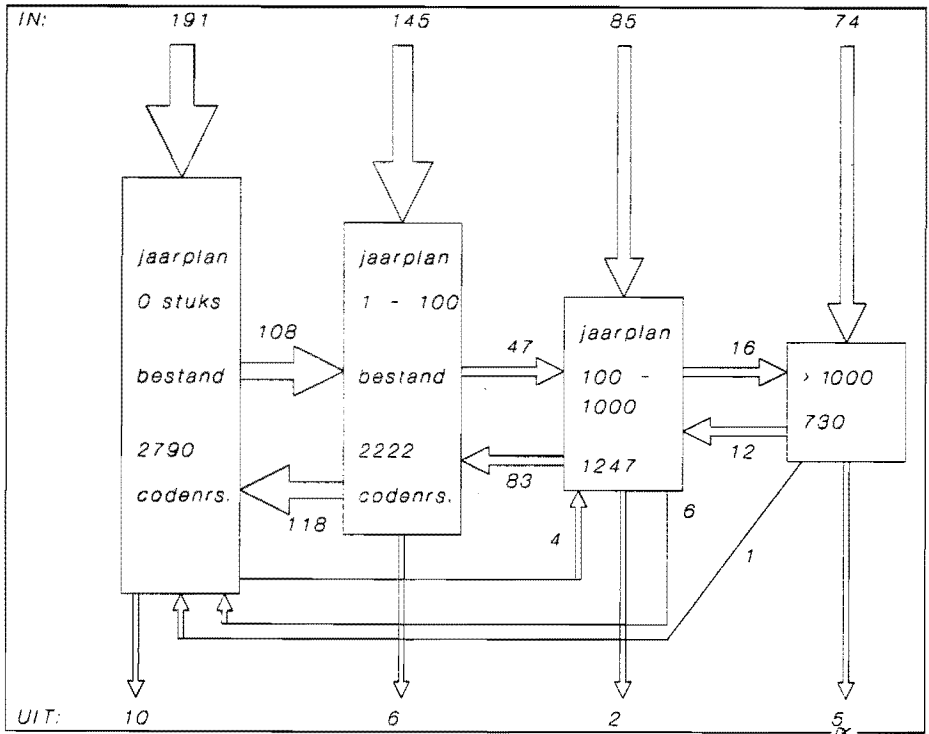 IN: 191 145 85 74
jaarplan
0 stuks
bestand
2790
codenrs.
108
118
jaarplan
1 - 100
bestand
2222
codenrs.
47
83
jaarplan
100 -
1000
1247
16
12
> 1000
730
4
6
1
UIT: 10 6 2 5